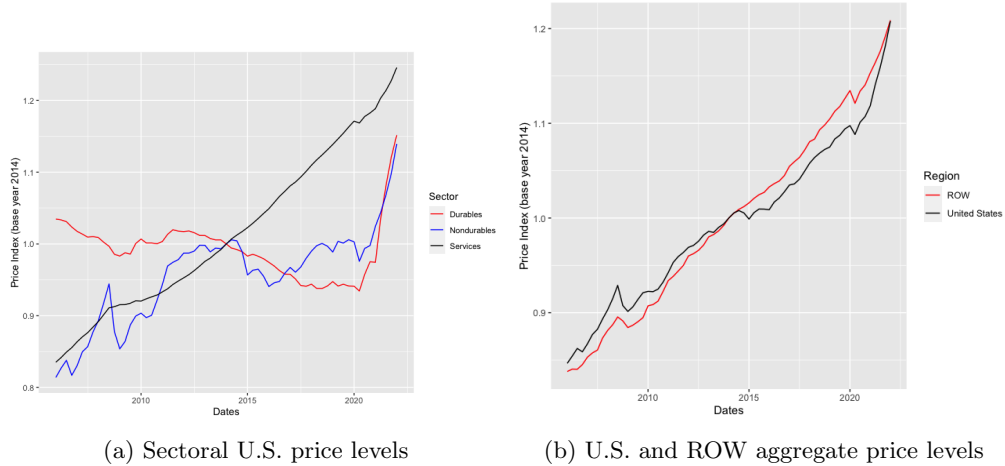 1.2
1.1
1.0
0.9
0.8
Price Index (base year 2014)
2010
2015
2020
Dates
Sector
Durables
Nondurables
Services
(a) Sectoral U.S. price levels
1.2
1.1
1.0
0.9
Price Index (base year 2014)
2010
2015
2020
Dates
Region
ROW
United States
(b) U.S. and ROW aggregate price levels